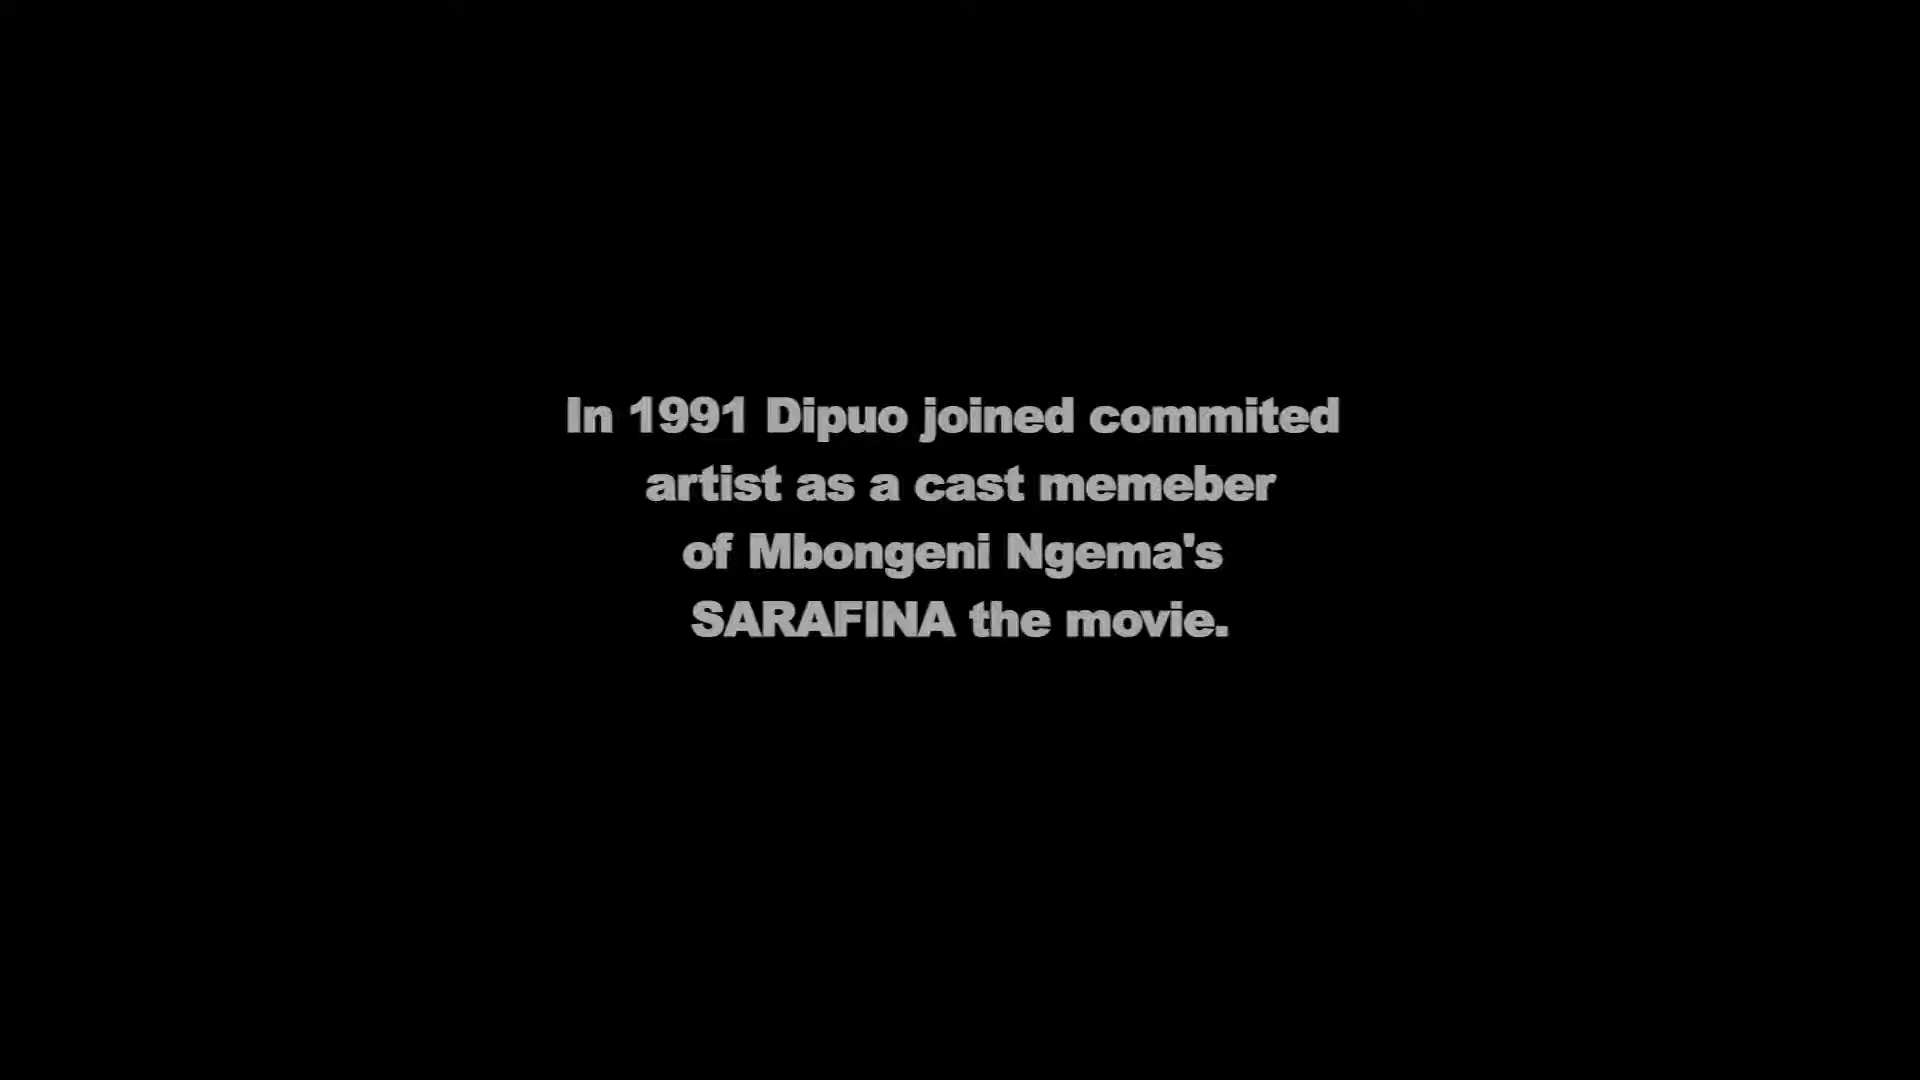 In 1991 Dipuo joined commited
artist as a cast memeber
of Mbongeni Ngema's
SARAFINA the movie.